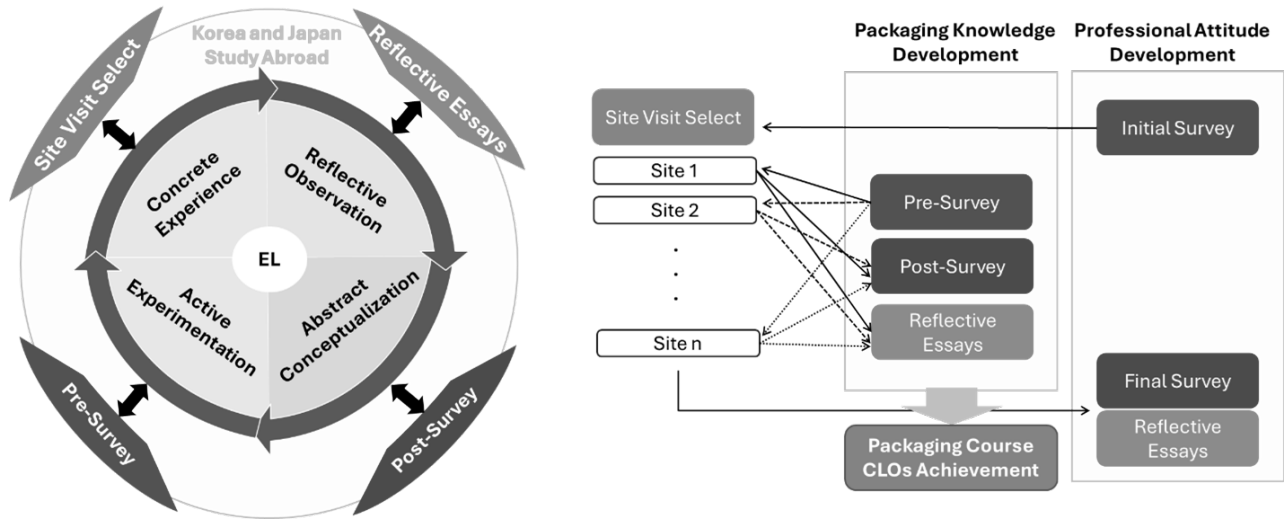 Korea and Japan
Study Abroad
Site Visit Select
Reflective Essays
Concrete
Experience
Reflective
Observation
EL
Active
Experimentation
Abstract
Conceptualization
Pre-Survey
Post-Survey
Packaging Knowledge
Development
Professional Attitude
Development
Site Visit Select
Initial Survey
Site 1
Site 2
.
.
.
Site n
Pre-Survey
Post-Survey
Reflective
Essays
Final Survey
Reflective
Essays
Packaging Course
CLOs Achievement